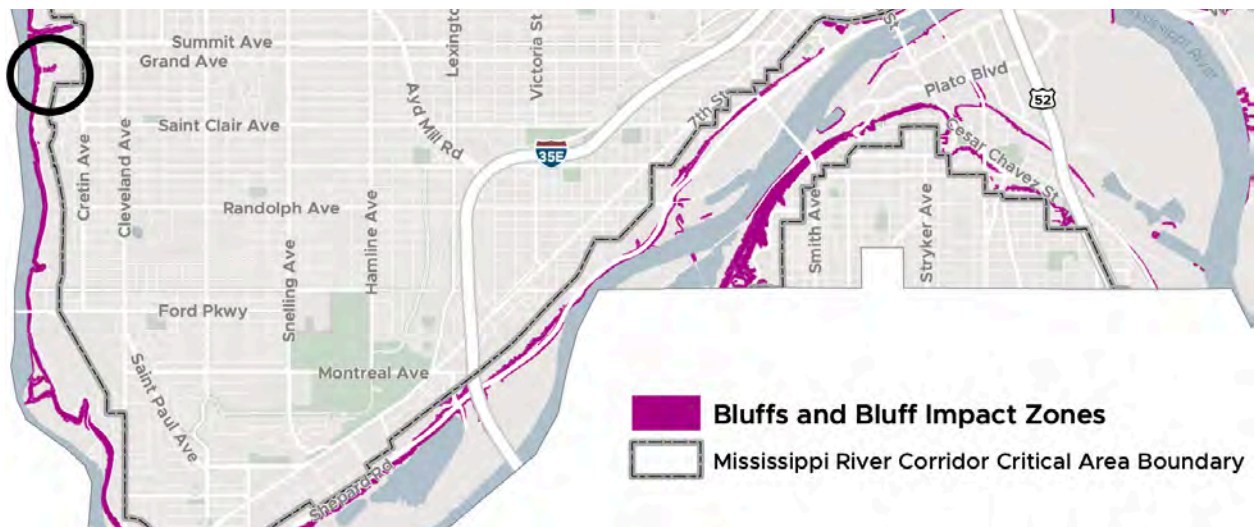 Summit Ave
Grand Ave
Lexington
Victoria St
Ayd Mill Rd
35E
7th St
St
Plato Blvd
52
Mississippi River
Saint Clair Ave
Cesar Chavez St
Cretin Ave
Cleveland Ave
Randolph Ave
Hamline Ave
Snelling Ave
Smith Ave
Stryker Ave
Ford Pkwy
Saint Paul Ave
Montreal Ave
Shepard Rd
Bluffs and Bluff Impact Zones
Mississippi River Corridor Critical Area Boundary